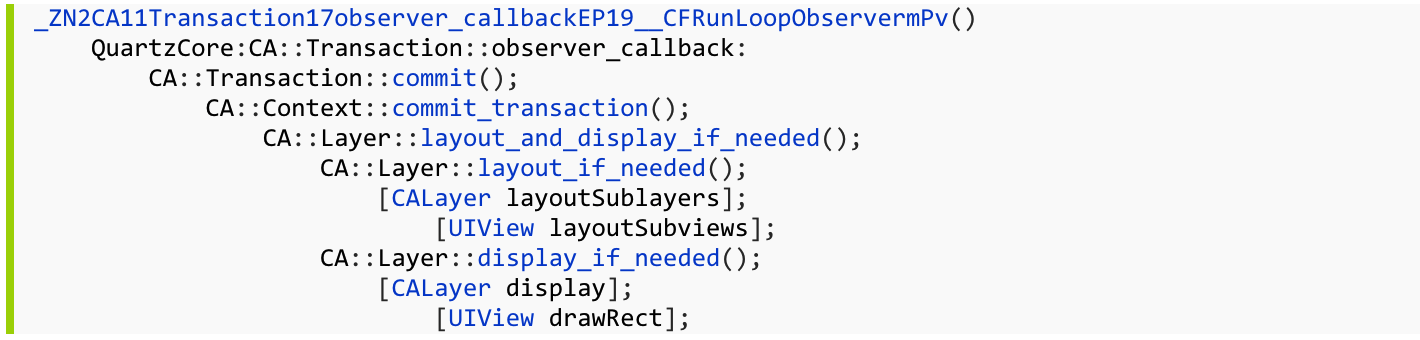 _ZN2CA11Transaction17observer_callbackEP19__CFRunLoopObservermPv()
QuartzCore:CA::Transaction::observer_callback:
CA::Transaction::commit();
CA::Context::commit_transaction();
CA::Layer::layout_and_display_if_needed();
CA::Layer::layout_if_needed();
[CALayer layoutSublayers];
[UIView layoutSubviews];
CA::Layer::display_if_needed();
[CALayer display];
[UIView drawRect];